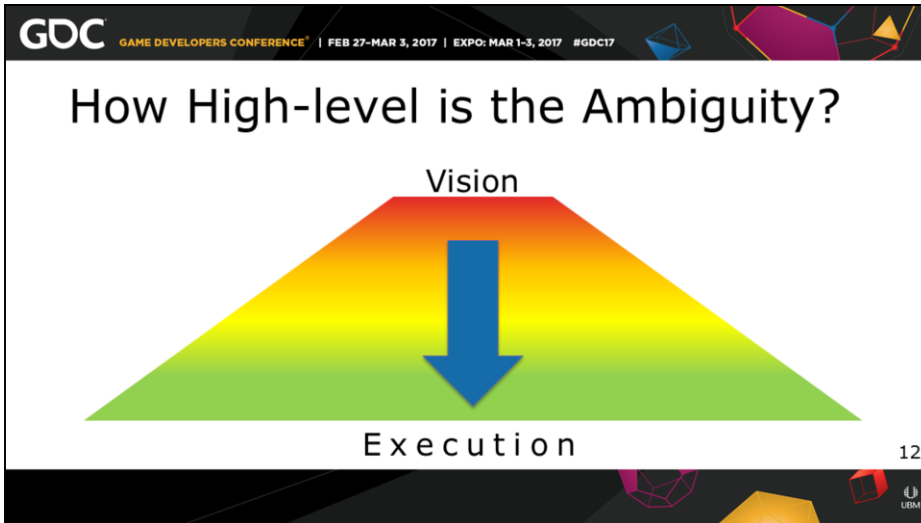 GDC GAME DEVELOPERS CONFERENCE® | FEB 27–MAR 3, 2017 | EXPO: MAR 1–3, 2017 #GDC17
How High-level is the Ambiguity?
Vision
Execution
12
UBM